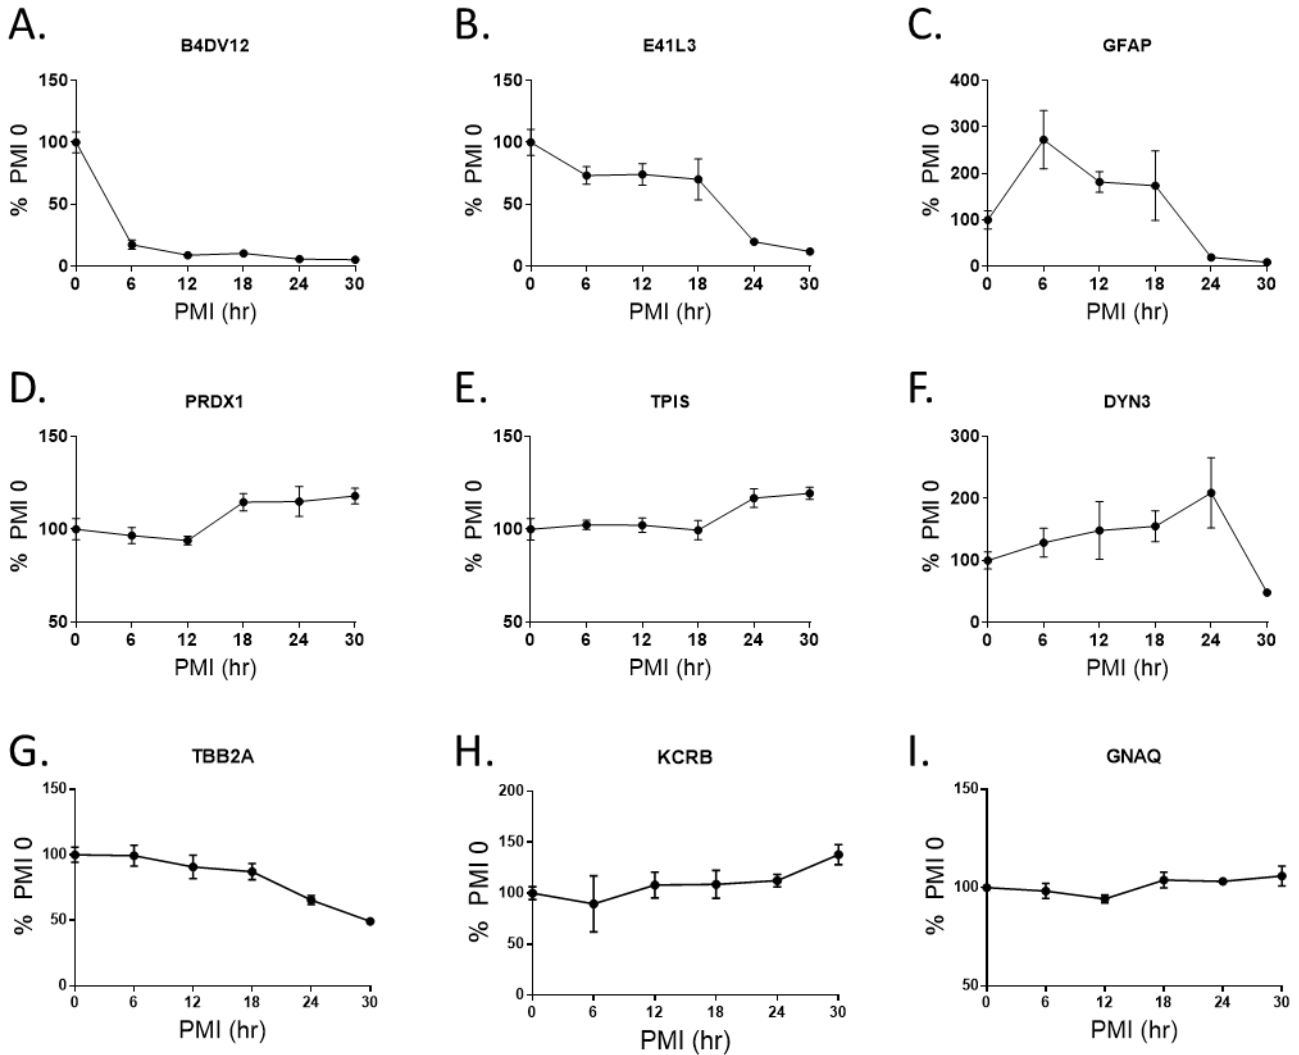 A.
B4DV12
% PMI 0
150
100
50
0
0 6 12 18 24 30
PMI (hr)
B.
E41L3
% PMI 0
150
100
50
0
0 6 12 18 24 30
PMI (hr)
C.
GFAP
% PMI 0
400
300
200
100
0
0 6 12 18 24 30
PMI (hr)
D.
PRDX1
% PMI 0
150
100
50
0 6 12 18 24 30
PMI (hr)
E.
TPIS
% PMI 0
150
100
50
0 6 12 18 24 30
PMI (hr)
F.
DYN3
% PMI 0
300
200
100
0
0 6 12 18 24 30
PMI (hr)
G.
TBB2A
% PMI 0
150
100
50
0
0 6 12 18 24 30
PMI (hr)
H.
KCRB
% PMI 0
200
150
100
50
0
0 6 12 18 24 30
PMI (hr)
I.
GNAQ
% PMI 0
150
100
50
0 6 12 18 24 30
PMI (hr)